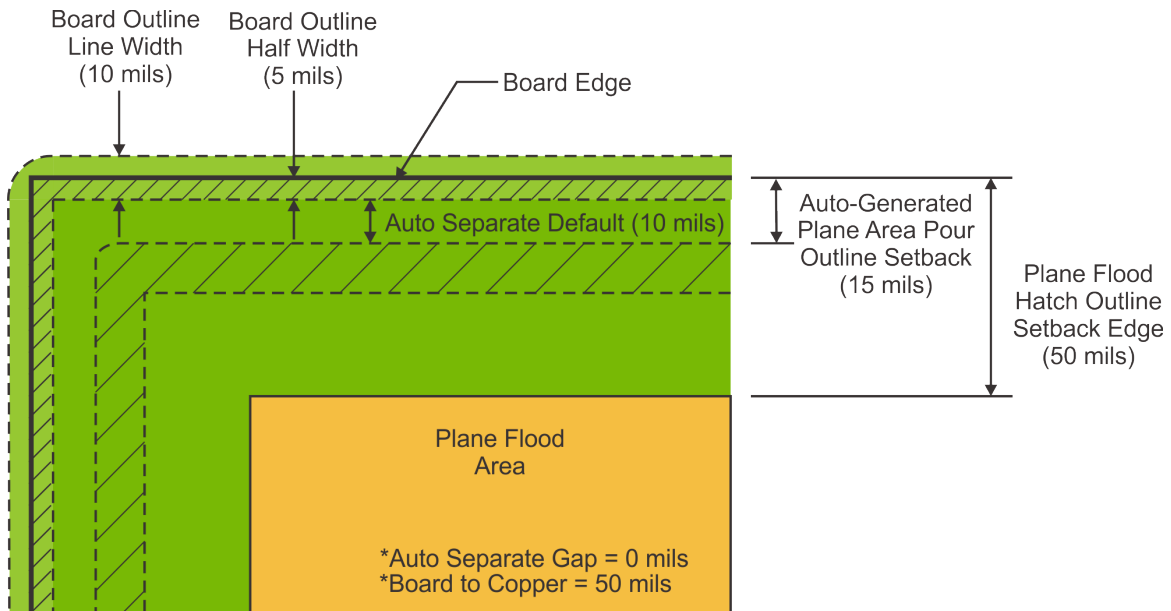 Board Outline
Line Width
(10 mils)
Board Outline
Half Width
(5 mils)
Board Edge
Auto Separate Default (10 mils)
Auto-Generated
Plane Area Pour
Outline Setback
(15 mils)
Plane Flood
Hatch Outline
Setback Edge
(50 mils)
Plane Flood
Area
*Auto Separate Gap = 0 mils
*Board to Copper = 50 mils